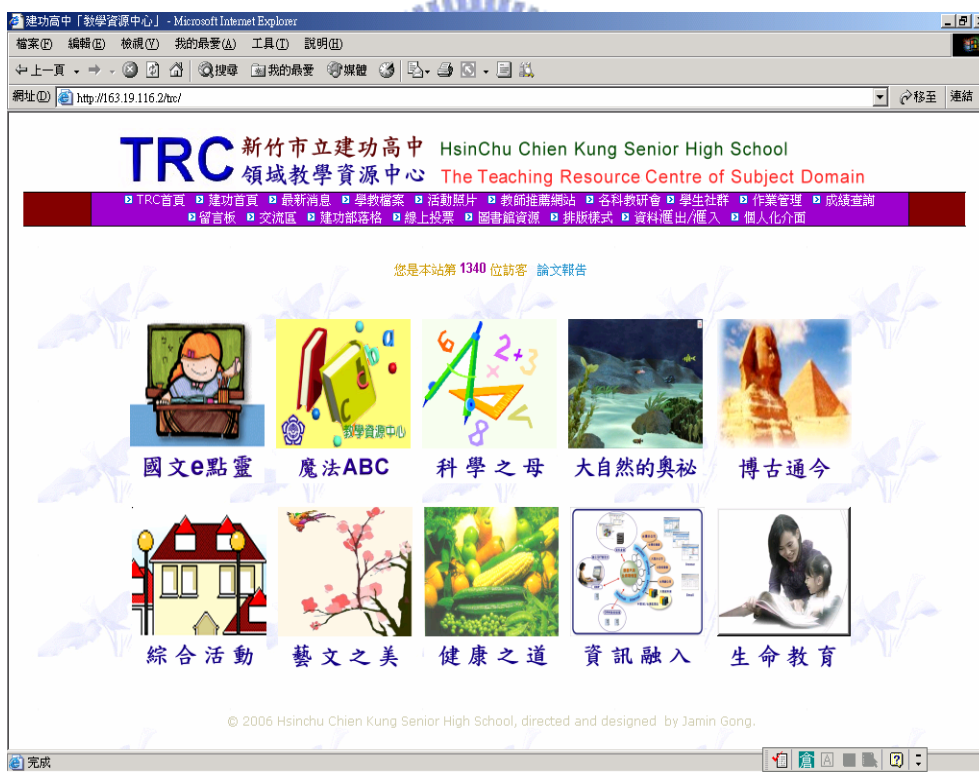 建功高中「教學資源中心」 - Microsoft Internet Explorer
檔案(F) 編輯(E) 檢視(V) 我的最愛(A) 工具(T) 說明(H)
上一頁 搜尋 我的最愛 媒體
網址(D) http://163.19.116.2/trc/ 移至 連結
TRC 新竹市立建功高中 HsinChu Chien Kung Senior High School
領域教學資源中心 The Teaching Resource Centre of Subject Domain
TRC首頁 建功首頁 最新消息 學教檔案 活動照片 教師推薦網站 各科教研會 學生社群 作業管理 成績查詢
留言板 交流區 建功部落格 線上投票 圖書館資源 排版樣式 資料匯出/匯入 個人化介面
您是本站第 1340 位訪客 論文報告
a
b
c
C
教學資源中心
6
2+3
×
V
8
國文e點靈 魔法ABC 科學之母 大自然的奧祕 博古通今
綜合活動 藝文之美 健康之道 資訊融入 生命教育
© 2006 Hsinchu Chien Kung Senior High School, directed and designed by Jamin Gong.
完成
倉 A